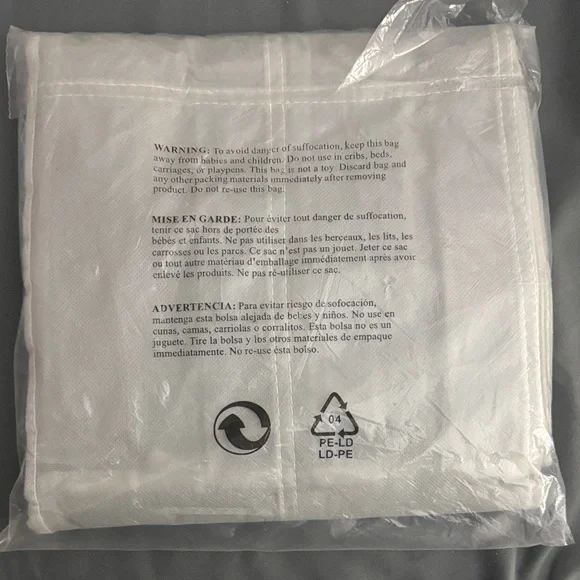 WARNING: To avoid danger of suffocation, keep this bag
away from babies and children. Do not use in cribs, beds,
carriages, or playpens. This bag is not a toy. Discard bag and
any other packing materials immediately after removing
product. Do not re-use this bag.
MISE EN GARDE: Pour éviter tout danger de suffocation,
tenir ce sac hors de portée des
bébés et enfants. Ne pas utiliser dans les berceaux, les lits, les
carrosses ou les parcs. Ce sac n'est pas un jouet. Jeter ce sac
ou tout autre matériau d'emballage immédiatement après avoir
enlevé les produits. Ne pas ré-utiliser ce sac.
ADVERTENCIA: Para evitar riesgo de sofocación,
mantenga esta bolsa alejada de bebes y niños. No use en
cunas, camas, carriolas o corralitos. Esta bolsa no es un
juguete. Tire la bolsa y los otros materiales de empaque
immediatamente. No re-use ésta bolso.
04
PE-LD
LD-PE